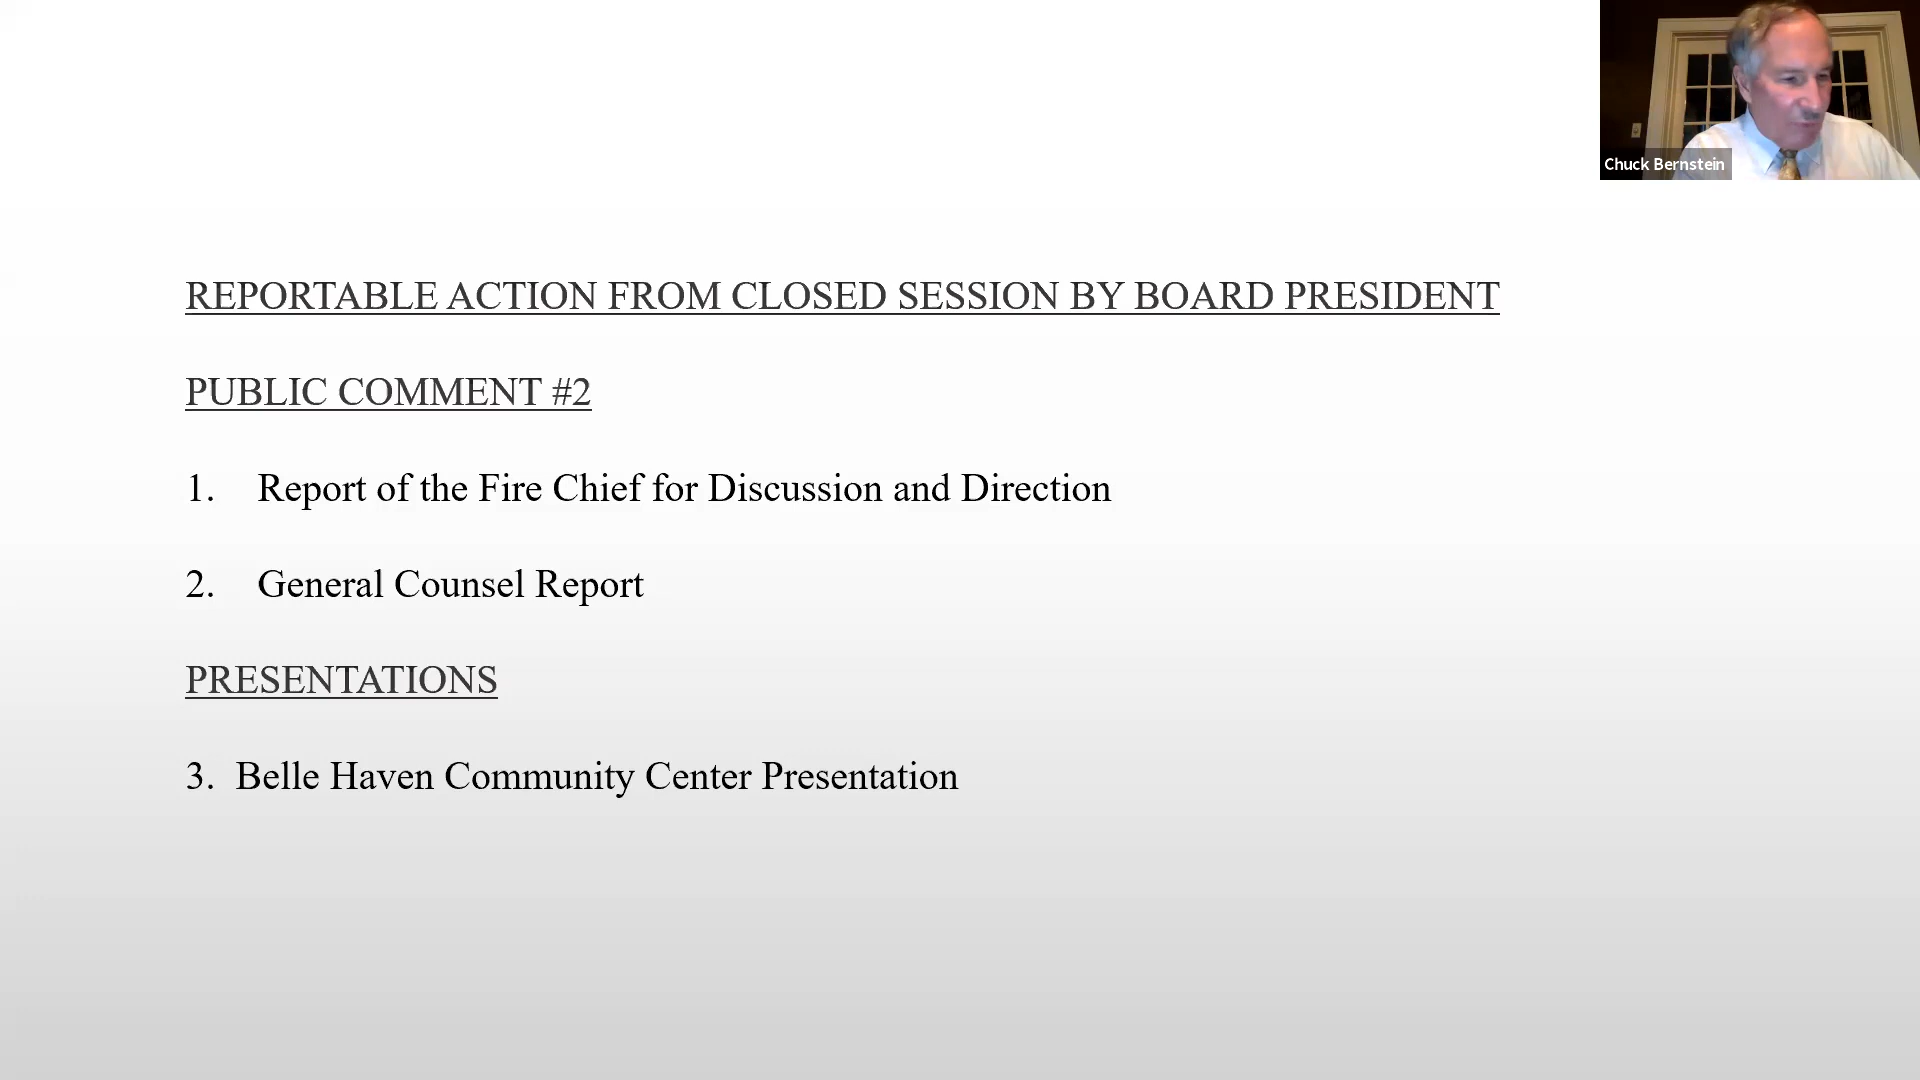 Chuck Bernstein
REPORTABLE ACTION FROM CLOSED SESSION BY BOARD PRESIDENT
PUBLIC COMMENT #2
1. Report of the Fire Chief for Discussion and Direction
2. General Counsel Report
PRESENTATIONS
3. Belle Haven Community Center Presentation